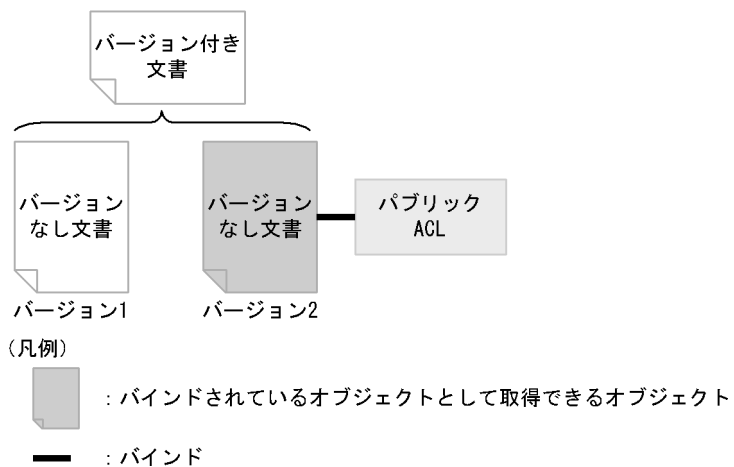 バージョン付き
文書
バージョン
なし文書
バージョン
なし文書
パブリック
ACL
バージョン1
バージョン2
（凡例）
：バインドされているオブジェクトとして取得できるオブジェクト
：バインド